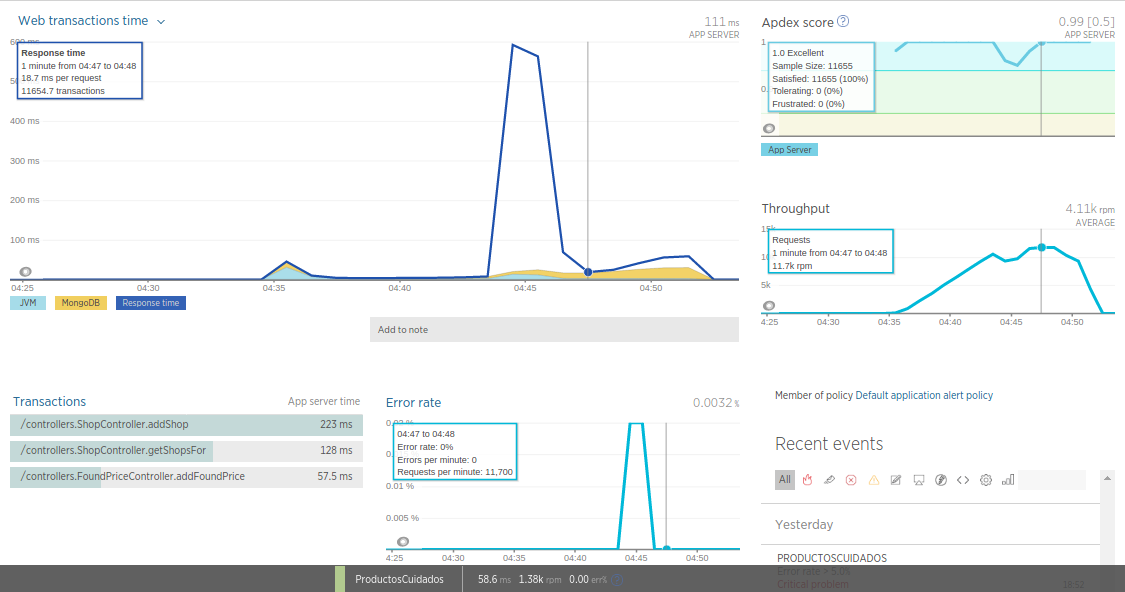 Web transactions time
111 ms
APP SERVER
Response time
1 minute from 04:47 to 04:48
18.7 ms per request
11654.7 transactions
400 ms
300 ms
200 ms
100 ms
04:25 04:30 04:35 04:40 04:45 04:50
JVM MongoDB Response time
Add to note
Apdex score ?
0.99 [0.5]
APP SERVER
1
1.0 Excellent
Sample Size: 11655
Satisfied: 11655 (100%)
Tolerating: 0 (0%)
Frustrated: 0 (0%)
App Server
Throughput
4.11k rpm
AVERAGE
Requests
1 minute from 04:47 to 04:48
11.7k rpm
5k
4:25 04:30 04:35 04:40 04:45 04:50
Transactions App server time
/controllers.ShopController.addShop 223 ms
/controllers.ShopController.getShopsFor 128 ms
/controllers.FoundPriceController.addFoundPrice 57.5 ms
Error rate
0.0032 %
04:47 to 04:48
Error rate: 0%
Errors per minute: 0
Requests per minute: 11,700
0.01 %
0.005 %
04:25 04:30 04:35 04:40 04:45 04:50
Member of policy Default application alert policy
Recent events
All
Yesterday
PRODUCTOSCUIDADOS
Error rate > 5.0%
Critical problem
ProductosCuidados 58.6 ms 1.38k rpm 0.00 err%